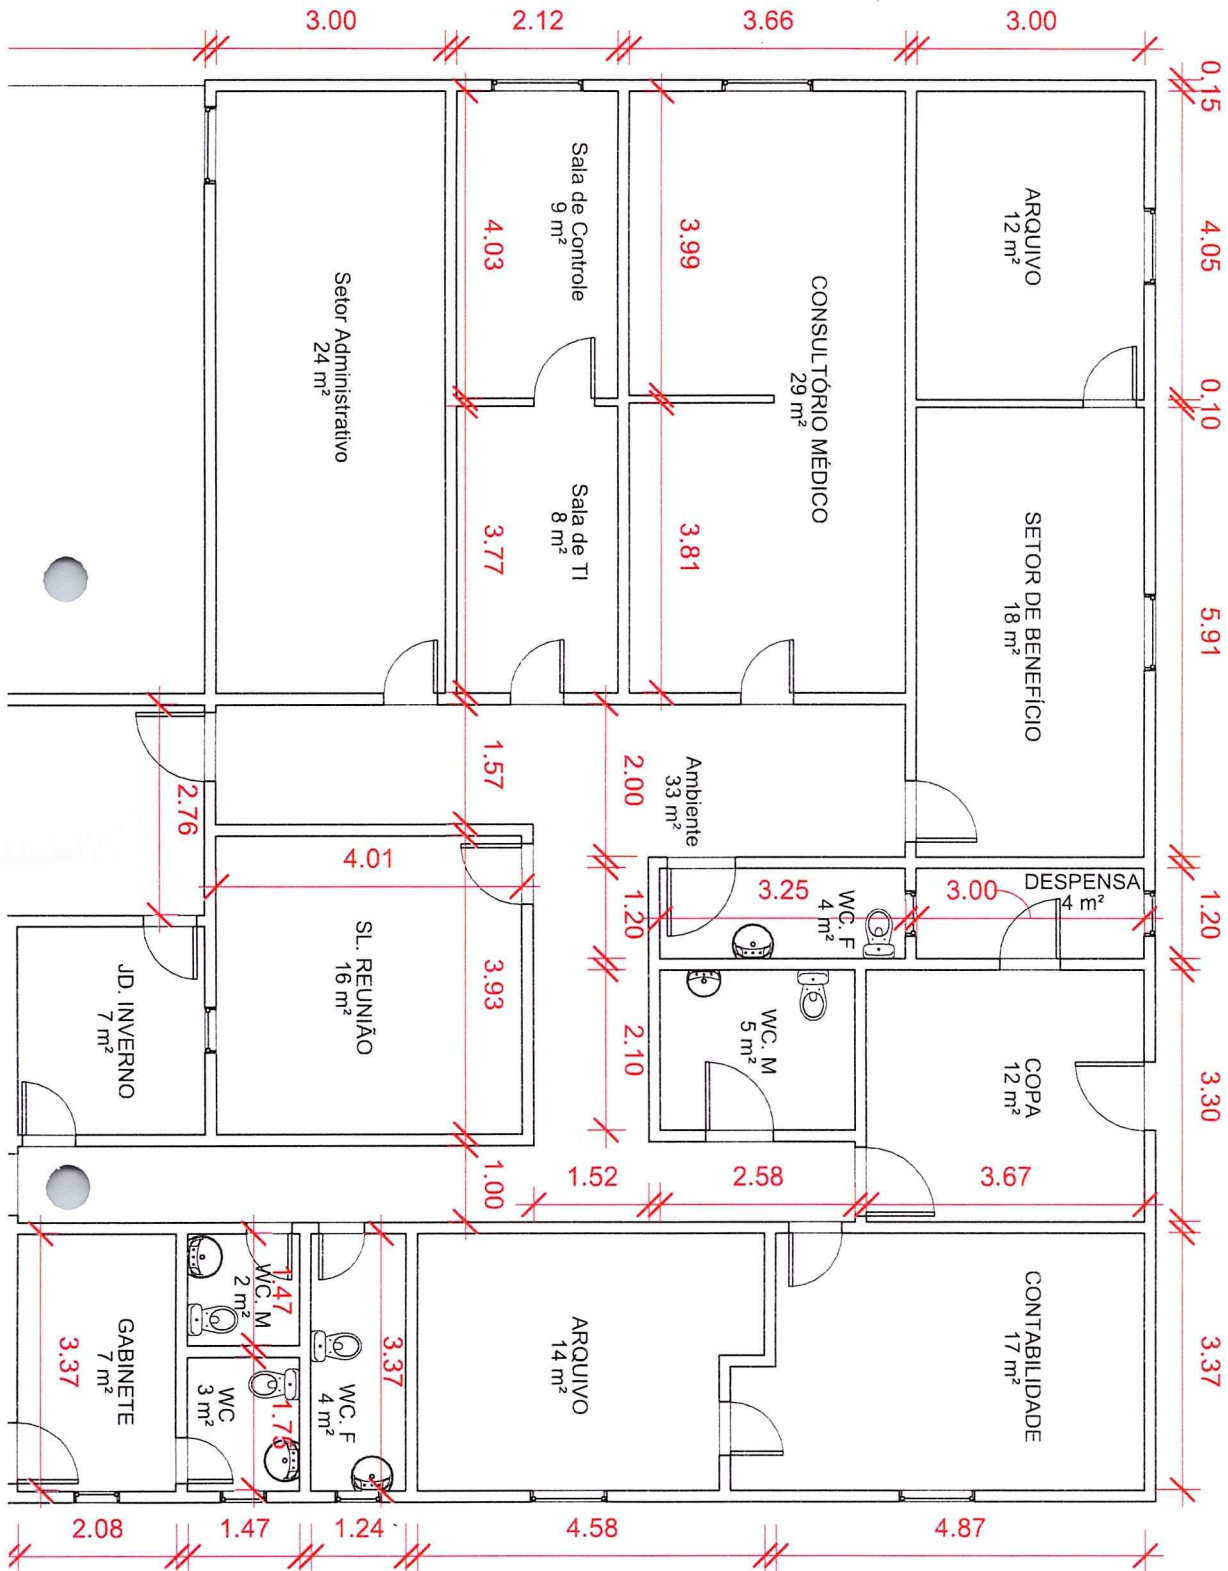 3.00
2.12
3.66
3.00
0.15
4.05
0.10
5.91
1.20
3.30
3.37
ARQUIVO
12 m²
Sala de Controle
9 m²
4.03
3.99
CONSULTÓRIO MÉDICO
29 m²
Setor Administrativo
24 m²
Sala de TI
8 m²
3.77
3.81
SETOR DE BENEFÍCIO
18 m²
1.57
2.00
Ambiente
33 m²
2.76
4.01
1.20
3.25
WC. F
4 m²
3.00
DESPENSA
4 m²
SL. REUNIÃO
16 m²
3.93
JD. INVERNO
7 m²
2.10
WC. M
5 m²
COPA
12 m²
1.00
1.52
2.58
3.67
WC. M
2 m²
1.47
GABINETE
7 m²
3.37
WC
3 m²
1.75
3.37
WC. F
4 m²
ARQUIVO
14 m²
CONTABILIDADE
17 m²
2.08
1.47
1.24
4.58
4.87